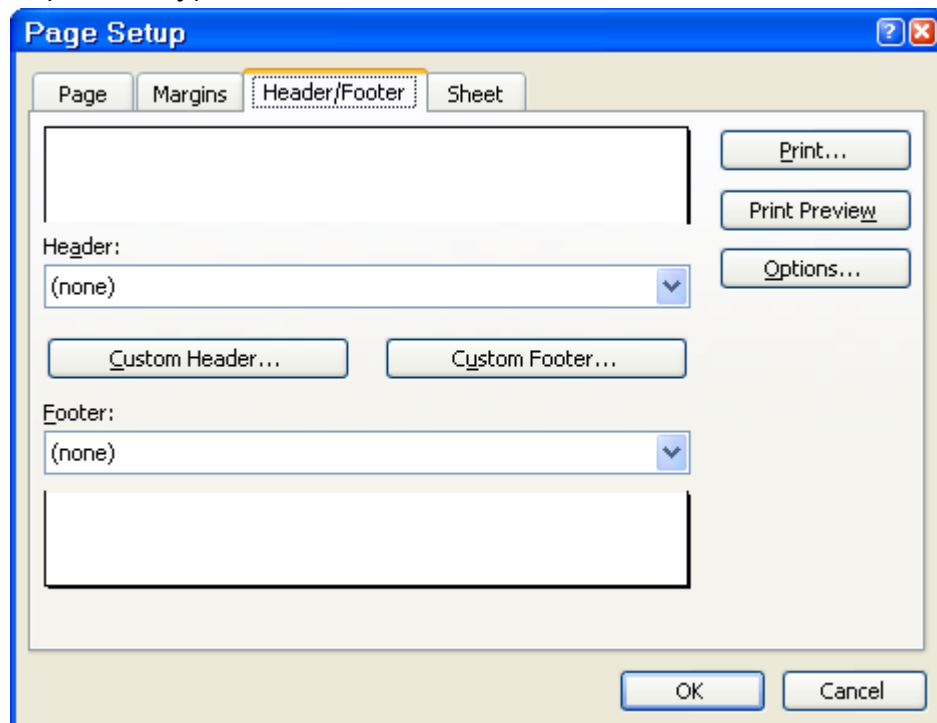 Page Setup
Page Margins Header/Footer Sheet
Print...
Print Preview
Header:
Options...
(none)
Custom Header... Custom Footer...
Footer:
(none)
OK Cancel